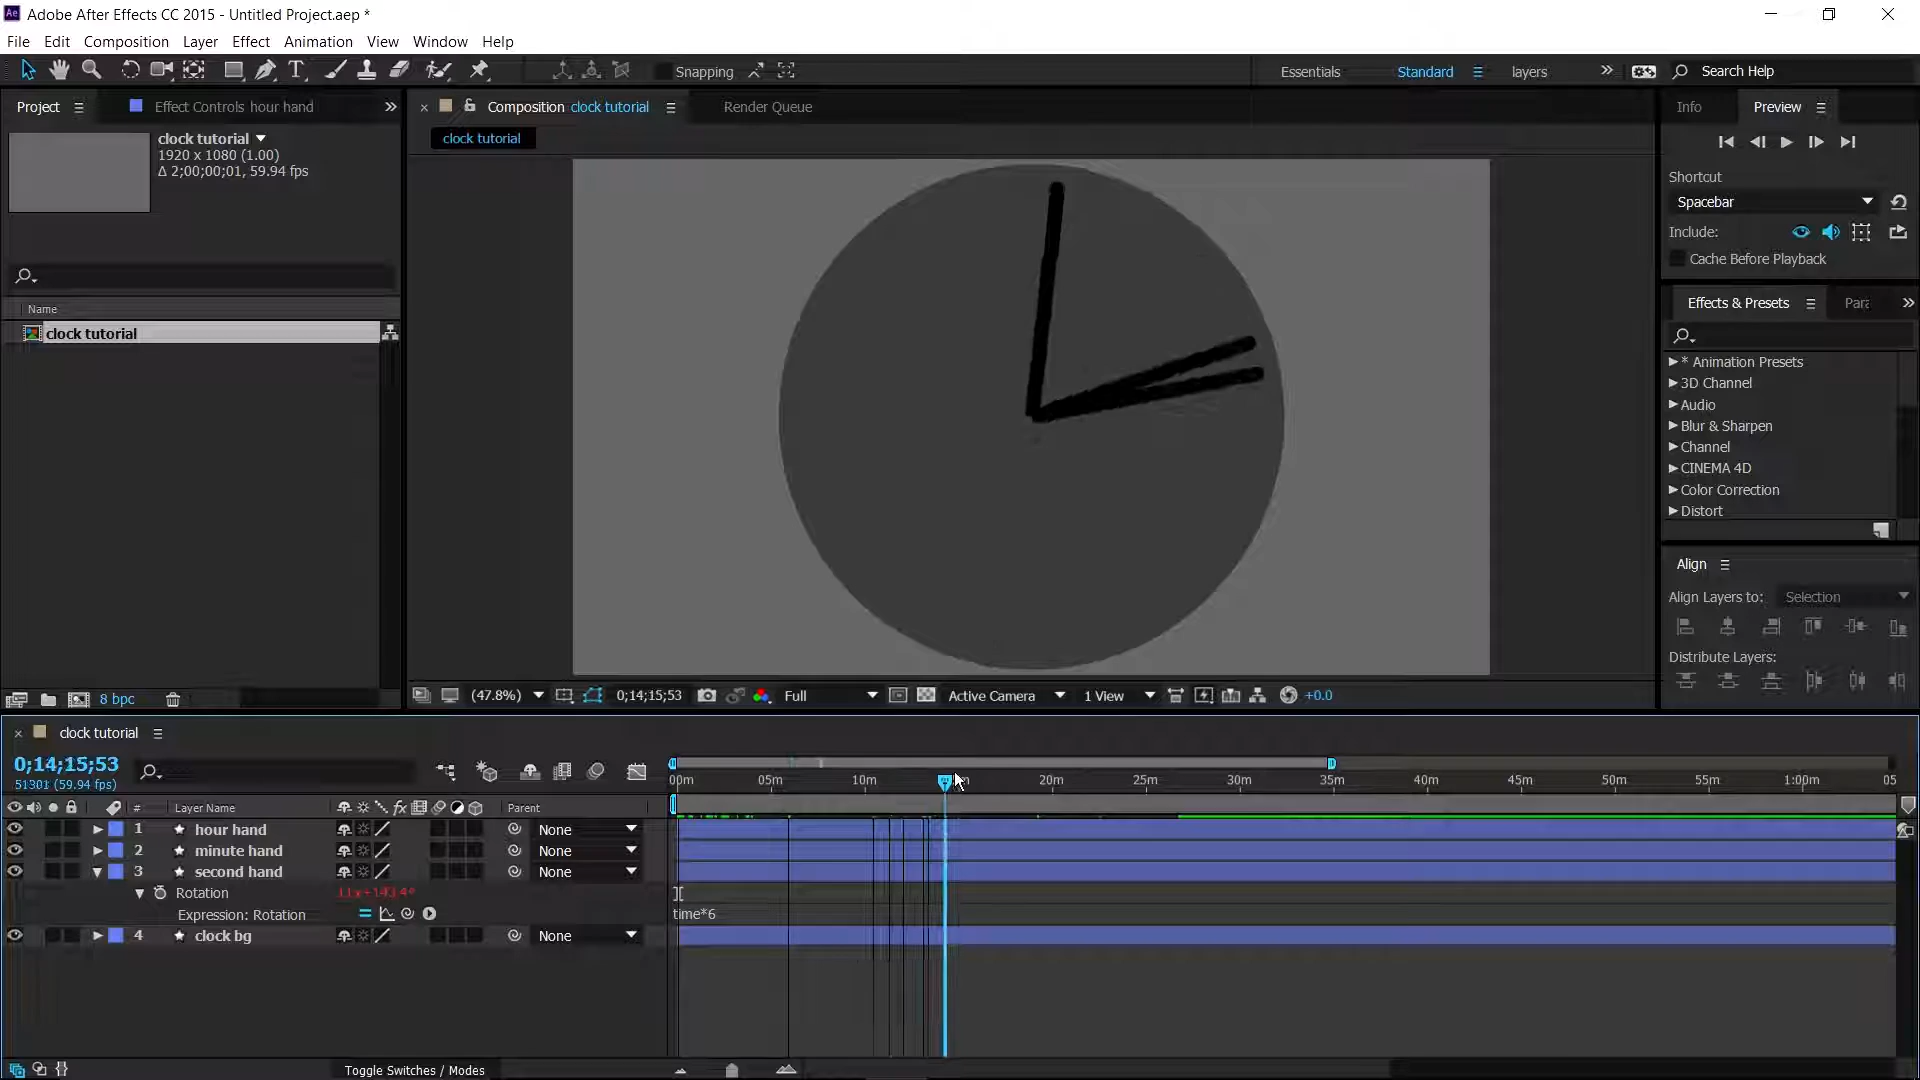 Adobe After Effects CC 2015 - Untitled Project.aep *
File Edit Composition Layer Effect Animation View Window Help
Snapping Essentials Standard layers Search Help
Project Effect Controls hour hand
Composition clock tutorial Render Queue
Info Preview
clock tutorial
clock tutorial
1920 x 1080 (1.00)
Δ 2;00;00;01, 59.94 fps
Shortcut
Spacebar
Include:
Cache Before Playback
Name
clock tutorial
Effects & Presets Para
* Animation Presets
3D Channel
Audio
Blur & Sharpen
Channel
CINEMA 4D
Color Correction
Distort
Align
Align Layers to: Selection
Distribute Layers:
8 bpc
(47.8%) 0;14;15;53 Full Active Camera 1 View +0.0
clock tutorial
0;14;15;53
51301 (59.94 fps)
00m 05m 10m 20m 25m 30m 35m 40m 45m 50m 55m 1:00m 05
# Layer Name Parent
1 hour hand None
2 minute hand None
3 second hand None
Rotation
Expression: Rotation time*6
4 clock bg None
Toggle Switches / Modes